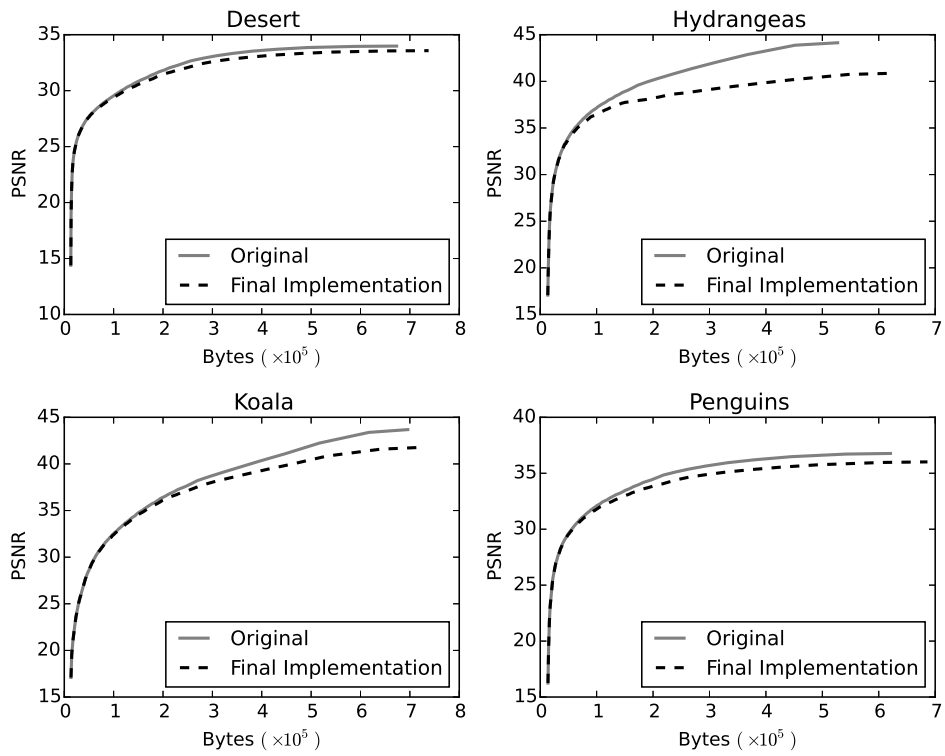 Desert
35
30
25
20
15
10
PSNR
0 1 2 3 4 5 6 7 8
Bytes ( ×10⁵ )
Original
Final Implementation
Hydrangeas
45
40
35
30
25
20
15
PSNR
0 1 2 3 4 5 6 7
Bytes ( ×10⁵ )
Original
Final Implementation
Koala
45
40
35
30
25
20
15
PSNR
0 1 2 3 4 5 6 7 8
Bytes ( ×10⁵ )
Original
Final Implementation
Penguins
40
35
30
25
20
15
PSNR
0 1 2 3 4 5 6 7
Bytes ( ×10⁵ )
Original
Final Implementation